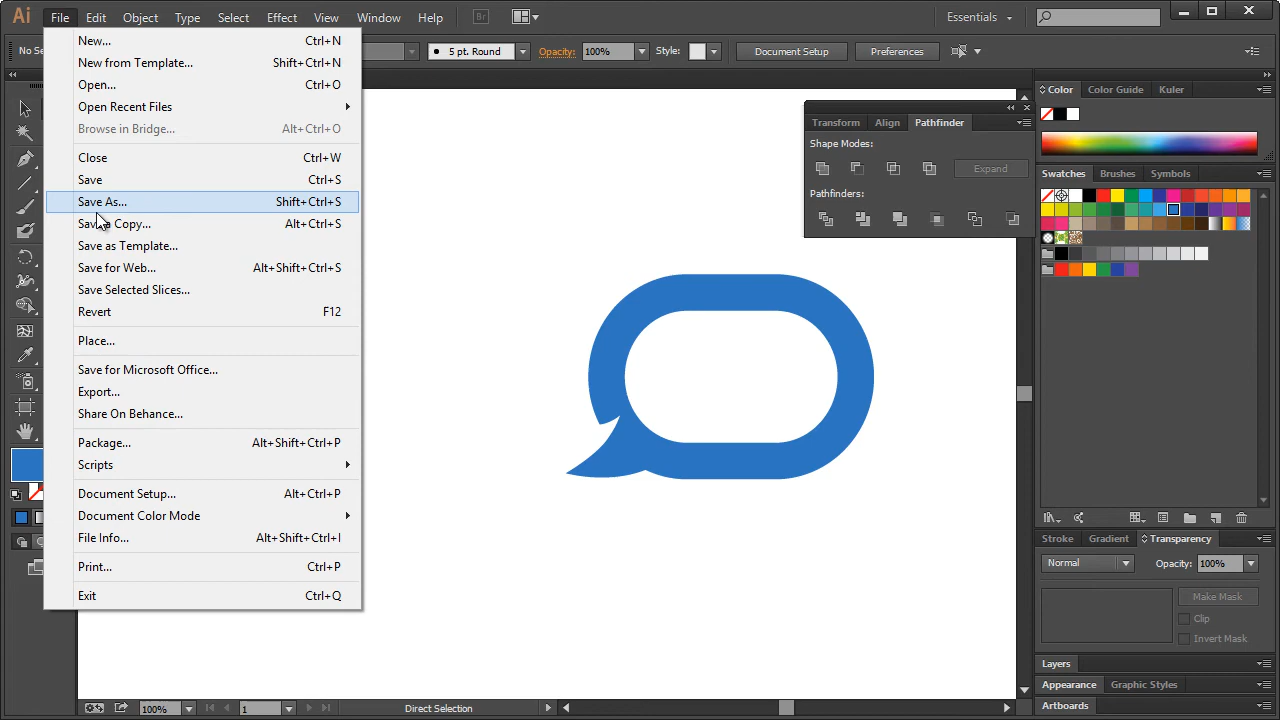 Ai File Edit Object Type Select Effect View Window Help Br Essentials
No Se 5 pt. Round Opacity: 100% Style: Document Setup Preferences
New... Ctrl+N
New from Template... Shift+Ctrl+N
Open... Ctrl+O
Open Recent Files
Browse in Bridge... Alt+Ctrl+O
Close Ctrl+W
Save Ctrl+S
Save As... Shift+Ctrl+S
Copy... Alt+Ctrl+S
Save as Template...
Save for Web... Alt+Shift+Ctrl+S
Save Selected Slices...
Revert F12
Place...
Save for Microsoft Office...
Export...
Share On Behance...
Package... Alt+Shift+Ctrl+P
Scripts
Document Setup... Alt+Ctrl+P
Document Color Mode
File Info... Alt+Shift+Ctrl+I
Print... Ctrl+P
Exit Ctrl+Q
Transform Align Pathfinder
Shape Modes:
Expand
Pathfinders:
Color Color Guide Kuler
Swatches Brushes Symbols
Stroke Gradient Transparency
Normal Opacity: 100%
Make Mask
Clip
Invert Mask
Layers
Appearance Graphic Styles
Artboards
100% 1 Direct Selection